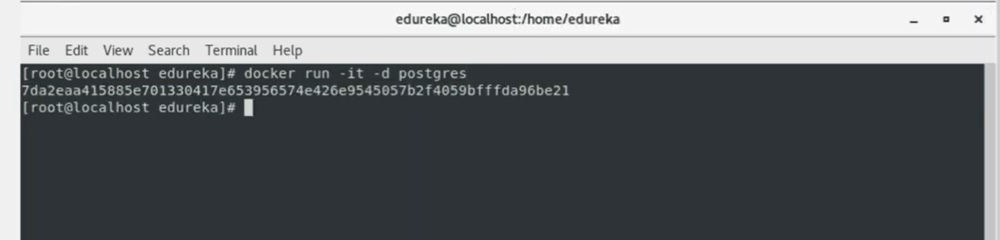 edureka@localhost:/home/edureka
File Edit View Search Terminal Help
[root@localhost edureka]# docker run -it -d postgres
7da2eaa415885e701330417e653956574e426e9545057b2f4059bfffda96be21
[root@localhost edureka]#